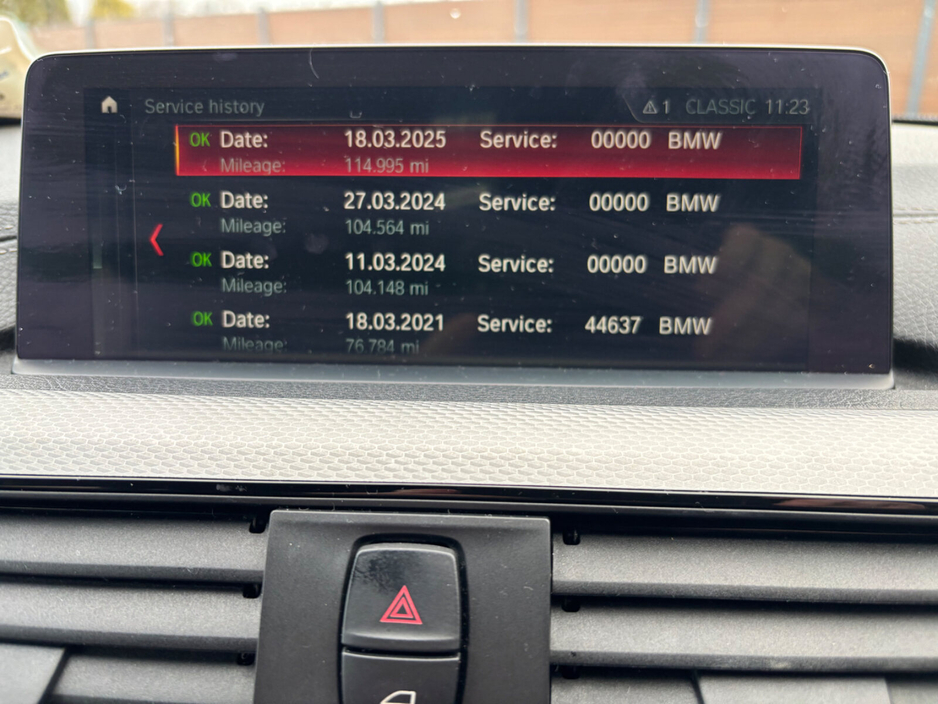 Service history 1 CLASSIC 11:23
OK Date: 18.03.2025 Service: 00000 BMW
Mileage: 114.995 mi
OK Date: 27.03.2024 Service: 00000 BMW
Mileage: 104.564 mi
OK Date: 11.03.2024 Service: 00000 BMW
Mileage: 104.148 mi
OK Date: 18.03.2021 Service: 44637 BMW
Mileage: 76.784 mi